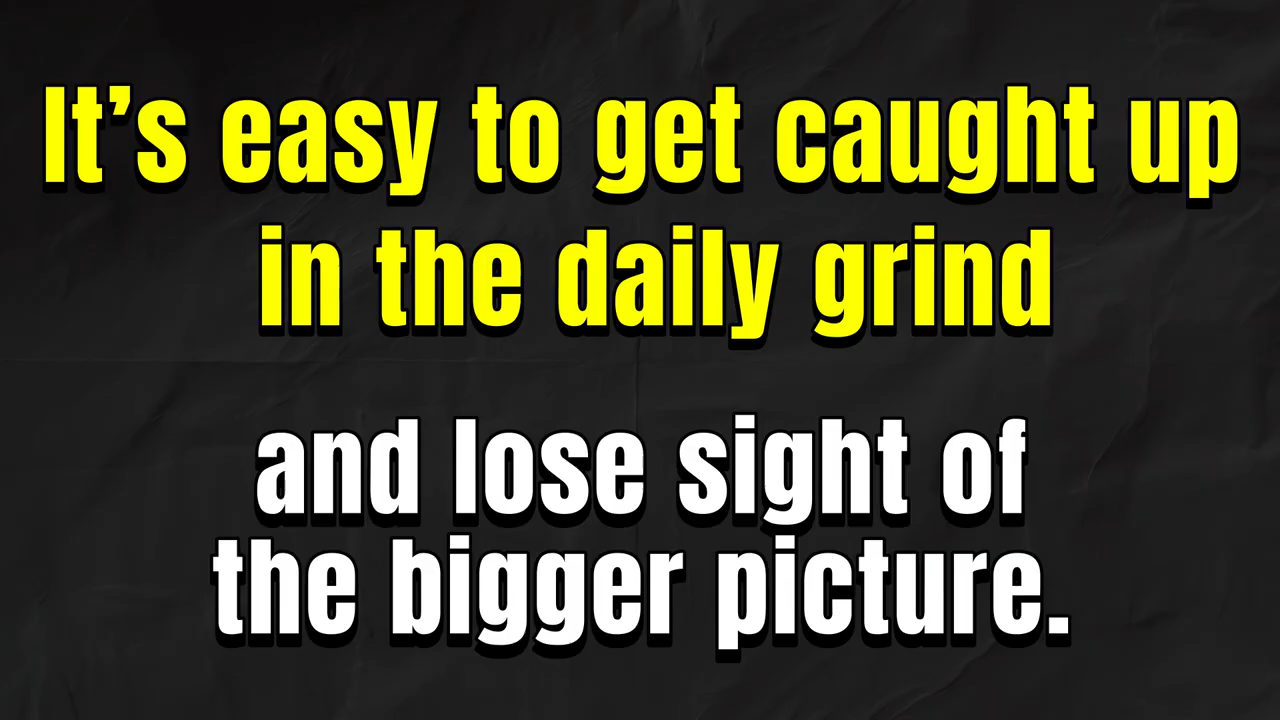 It’s easy to get caught up
in the daily grind
and lose sight of
the bigger picture.